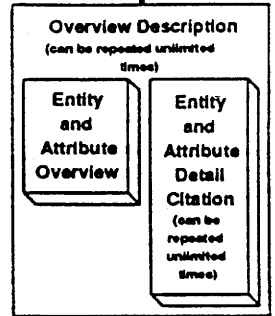 Overview Description
(can be repeated unlimited
times)
Entity
and
Attribute
Overview
Entity
and
Attribute
Detail
Citation
(can be
repeated
unlimited
times)